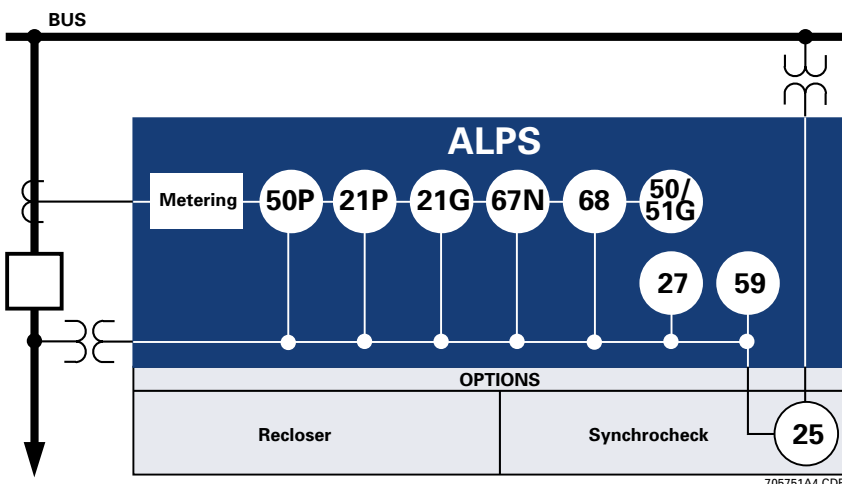 BUS
ALPS
Metering
50P
21P
21G
67N
68
50/
51G
27
59
OPTIONS
Recloser
Synchrocheck
25